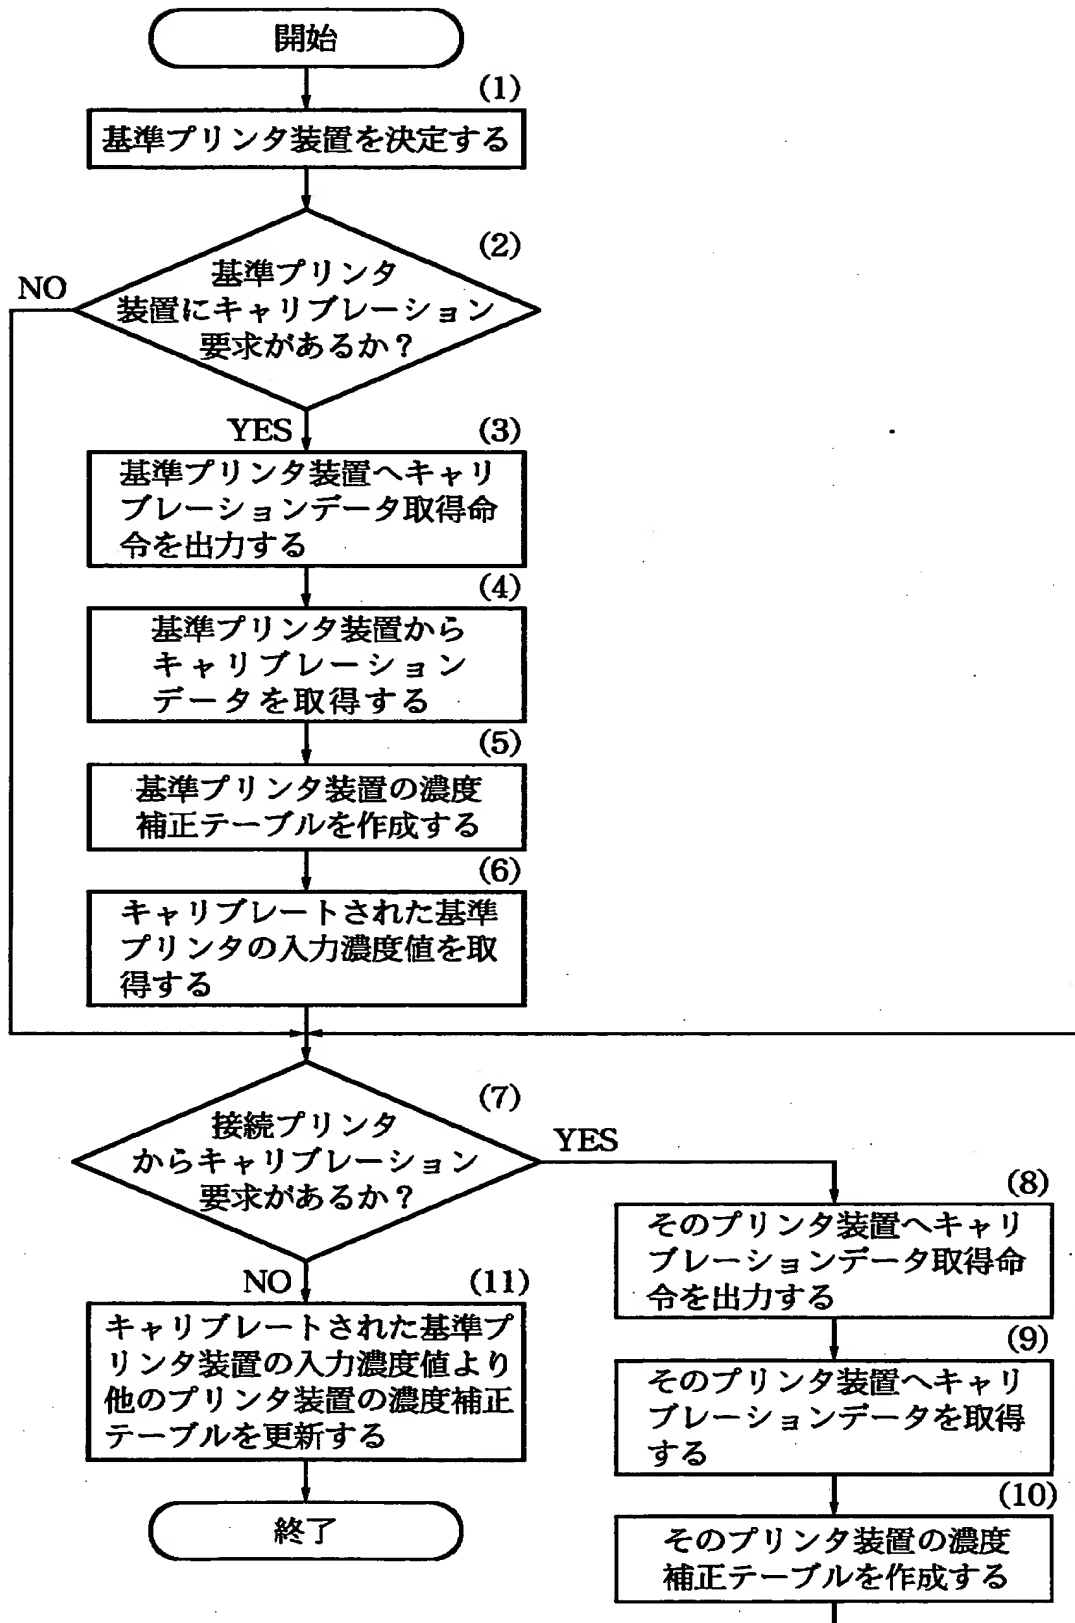 開始
(1)
基準プリンタ装置を決定する
(2)
基準プリンタ
装置にキャリブレーション
要求があるか？
NO
YES
(3)
基準プリンタ装置へキャリ
ブレーションデータ取得命
令を出力する
(4)
基準プリンタ装置から
キャリブレーション
データを取得する
(5)
基準プリンタ装置の濃度
補正テーブルを作成する
(6)
キャリブレートされた基準
プリンタの入力濃度値を取
得する
(7)
接続プリンタ
からキャリブレーション
要求があるか？
YES
(8)
そのプリンタ装置へキャリ
ブレーションデータ取得命
令を出力する
(9)
そのプリンタ装置へキャリ
ブレーションデータを取得
する
(10)
そのプリンタ装置の濃度
補正テーブルを作成する
NO
(11)
キャリブレートされた基準プ
リンタ装置の入力濃度値より
他のプリンタ装置の濃度補正
テーブルを更新する
終了